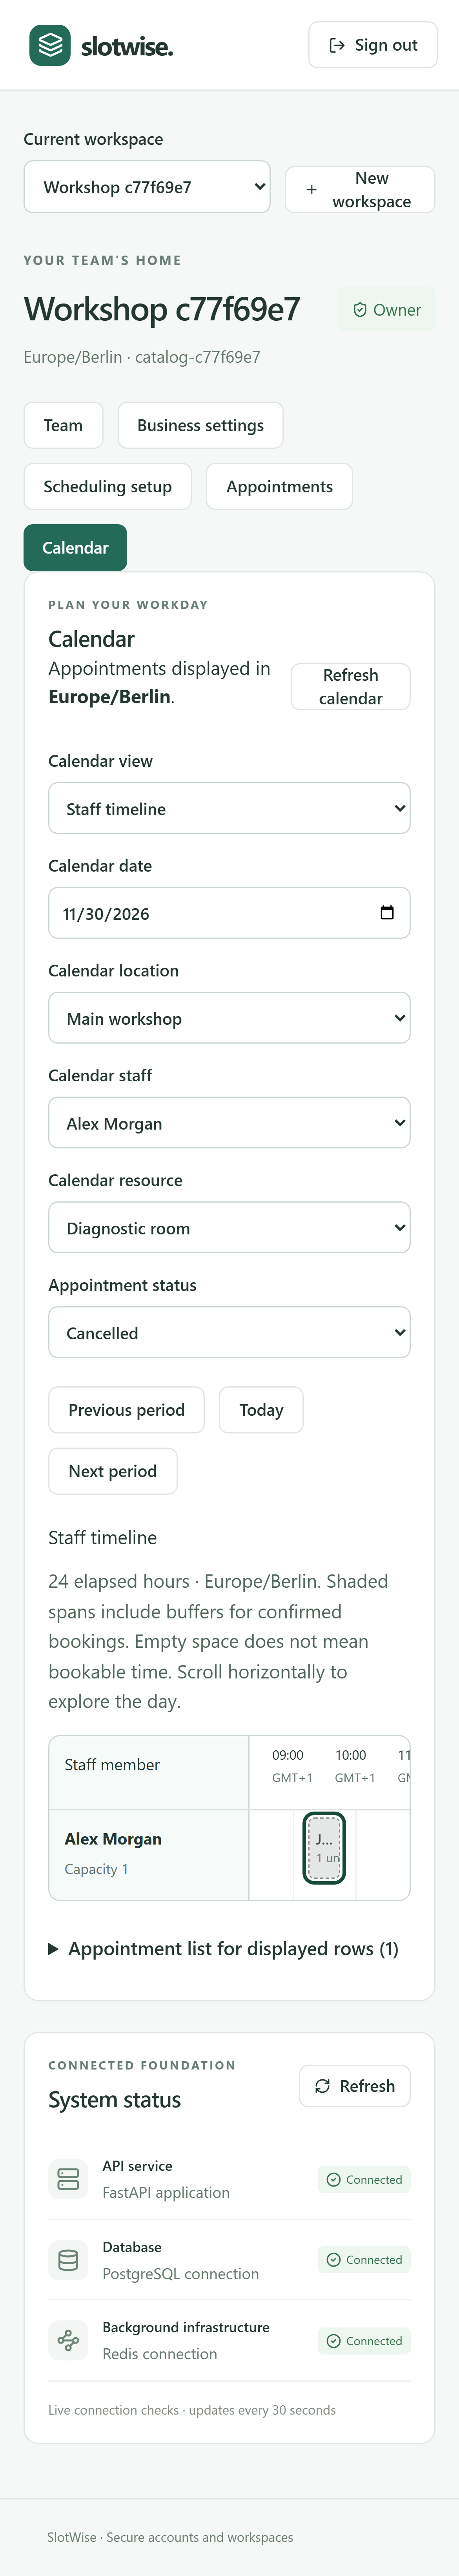 slotwise.
Sign out
Current workspace
Workshop c77f69e7
New
workspace
YOUR TEAM'S HOME
Workshop c77f69e7
Owner
Europe/Berlin · catalog-c77f69e7
Team
Business settings
Scheduling setup
Appointments
Calendar
PLAN YOUR WORKDAY
Calendar
Appointments displayed in
Europe/Berlin.
Refresh
calendar
Calendar view
Staff timeline
Calendar date
11/30/2026
Calendar location
Main workshop
Calendar staff
Alex Morgan
Calendar resource
Diagnostic room
Appointment status
Cancelled
Previous period
Today
Next period
Staff timeline
24 elapsed hours · Europe/Berlin. Shaded
spans include buffers for confirmed
bookings. Empty space does not mean
bookable time. Scroll horizontally to
explore the day.
Staff member
09:00
GMT+1
10:00
GMT+1
11
Alex Morgan
Capacity 1
J...
1 un
Appointment list for displayed rows (1)
CONNECTED FOUNDATION
System status
Refresh
API service
FastAPI application
Connected
Database
PostgreSQL connection
Connected
Background infrastructure
Redis connection
Connected
Live connection checks · updates every 30 seconds
SlotWise · Secure accounts and workspaces